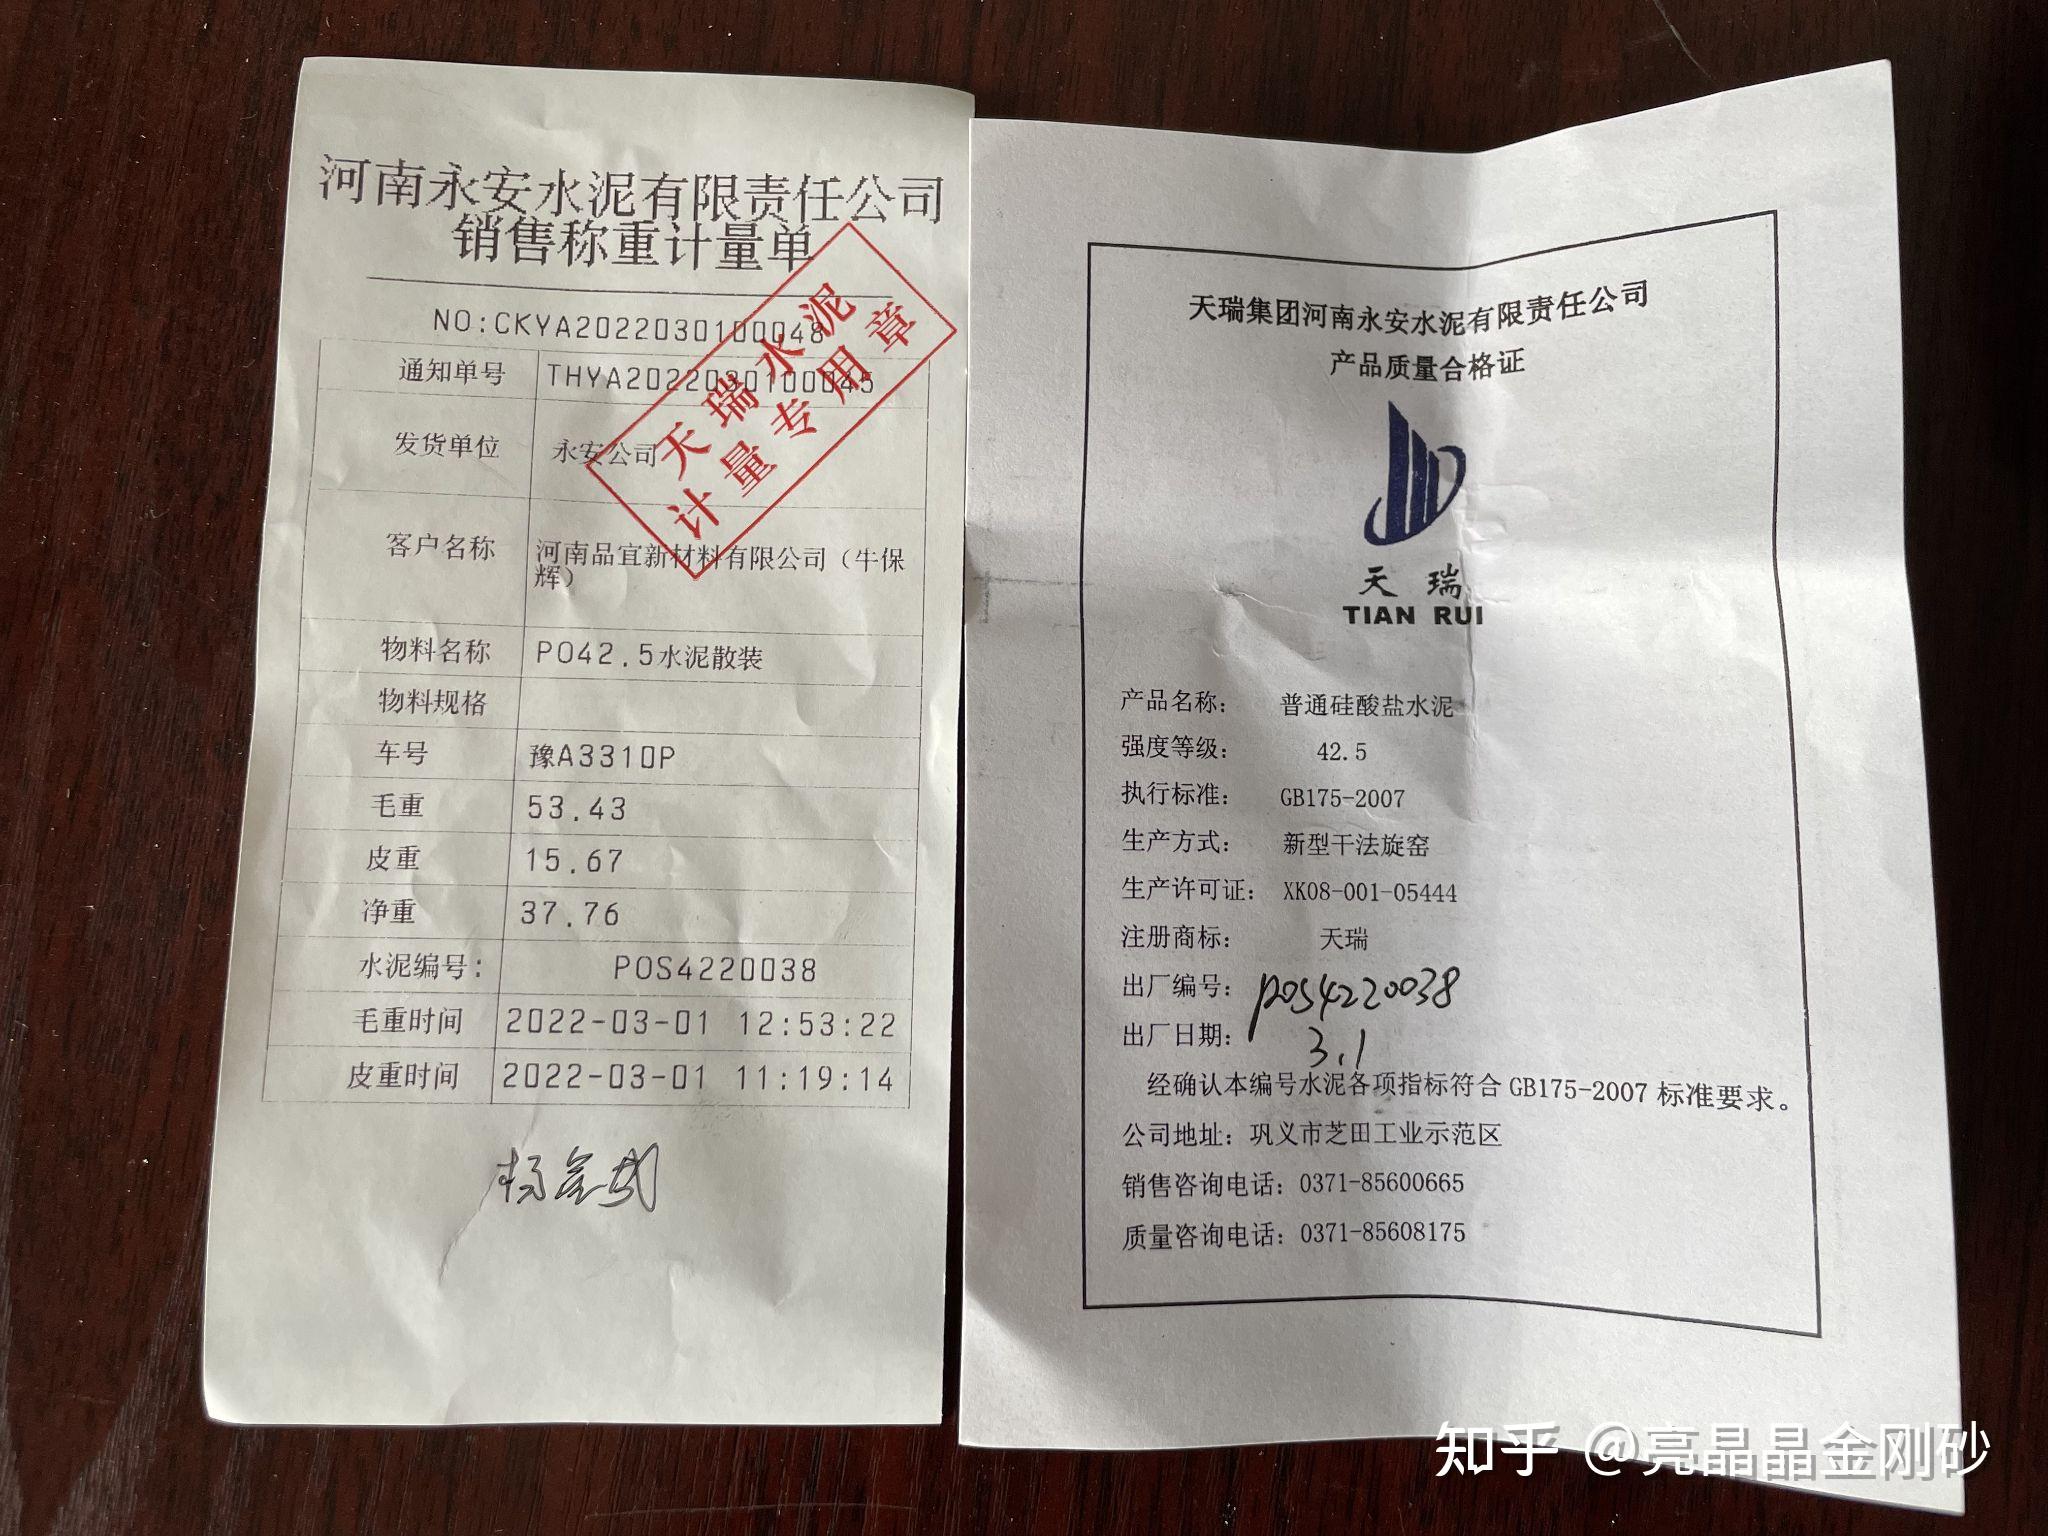 河南永安水泥有限责任公司
销售称重计量单
NO:CKYA2022030100048
通知单号 THYA2022030100045
发货单位 永安公司
客户名称 河南品宜新材料有限公司（牛保
辉）
物料名称 PO42.5水泥散装
物料规格
车号 豫A3310P
毛重 53.43
皮重 15.67
净重 37.76
水泥编号: POS4220038
毛重时间 2022-03-01 12:53:22
皮重时间 2022-03-01 11:19:14
天瑞水泥
计量专用章
天瑞集团河南永安水泥有限责任公司
产品质量合格证
天瑞
TIAN RUI
产品名称: 普通硅酸盐水泥
强度等级: 42.5
执行标准: GB175-2007
生产方式: 新型干法旋窑
生产许可证: XK08-001-05444
注册商标: 天瑞
出厂编号: POS4220038
出厂日期: 3.1
经确认本编号水泥各项指标符合 GB175-2007 标准要求。
公司地址: 巩义市芝田工业示范区
销售咨询电话: 0371-85600665
质量咨询电话: 0371-85608175
知乎 @亮晶晶金刚砂